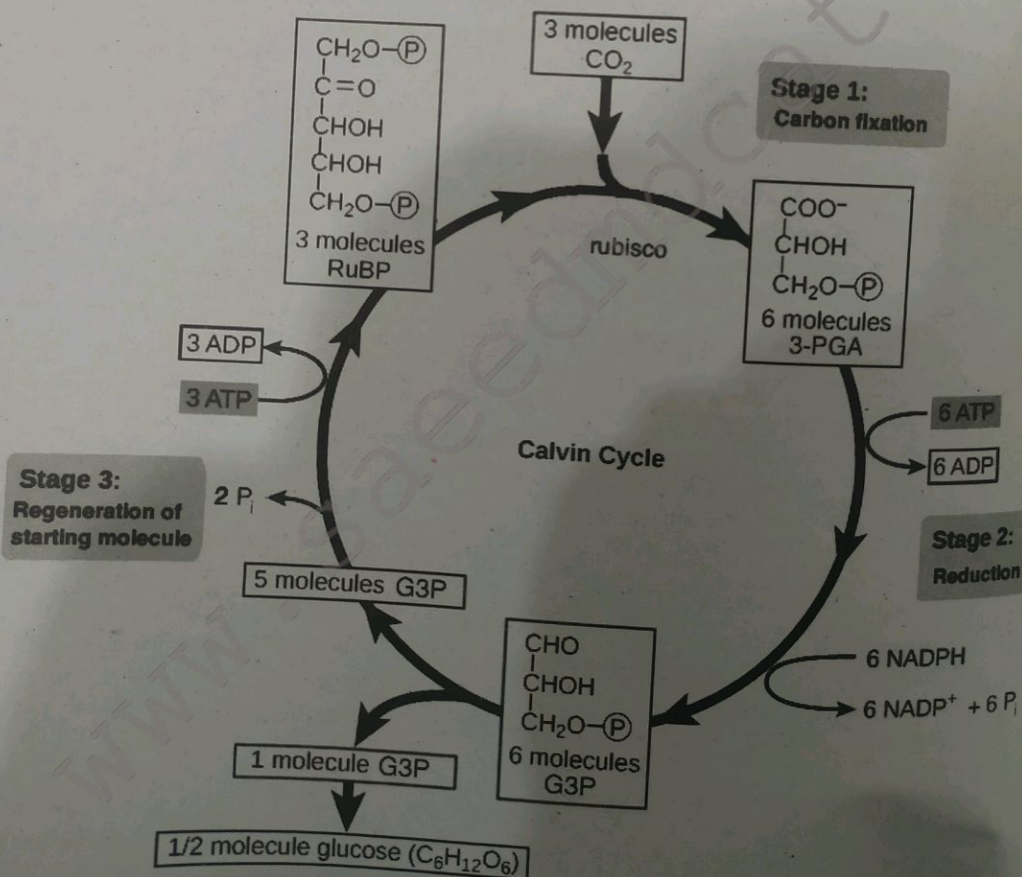 3 molecules
CO₂
Stage 1:
Carbon fixation
CH₂O–Ⓟ
C=O
CHOH
CHOH
CH₂O–Ⓟ
3 molecules
RuBP
rubisco
COO⁻
CHOH
CH₂O–Ⓟ
6 molecules
3-PGA
3 ADP
3 ATP
Calvin Cycle
6 ATP
6 ADP
Stage 3:
Regeneration of
starting molecule
2 Pᵢ
Stage 2:
Reduction
5 molecules G3P
CHO
CHOH
CH₂O–Ⓟ
6 molecules
G3P
6 NADPH
6 NADP⁺ + 6 Pᵢ
1 molecule G3P
1/2 molecule glucose (C₆H₁₂O₆)